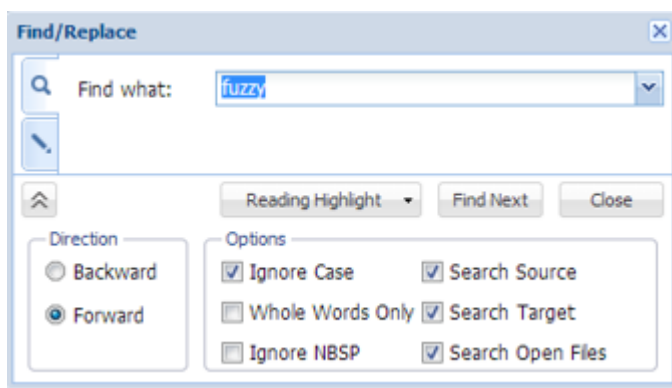 Find/Replace
Find what: fuzzy
Reading Highlight Find Next Close
Direction Options
Backward Ignore Case Search Source
Forward Whole Words Only Search Target
Ignore NBSP Search Open Files